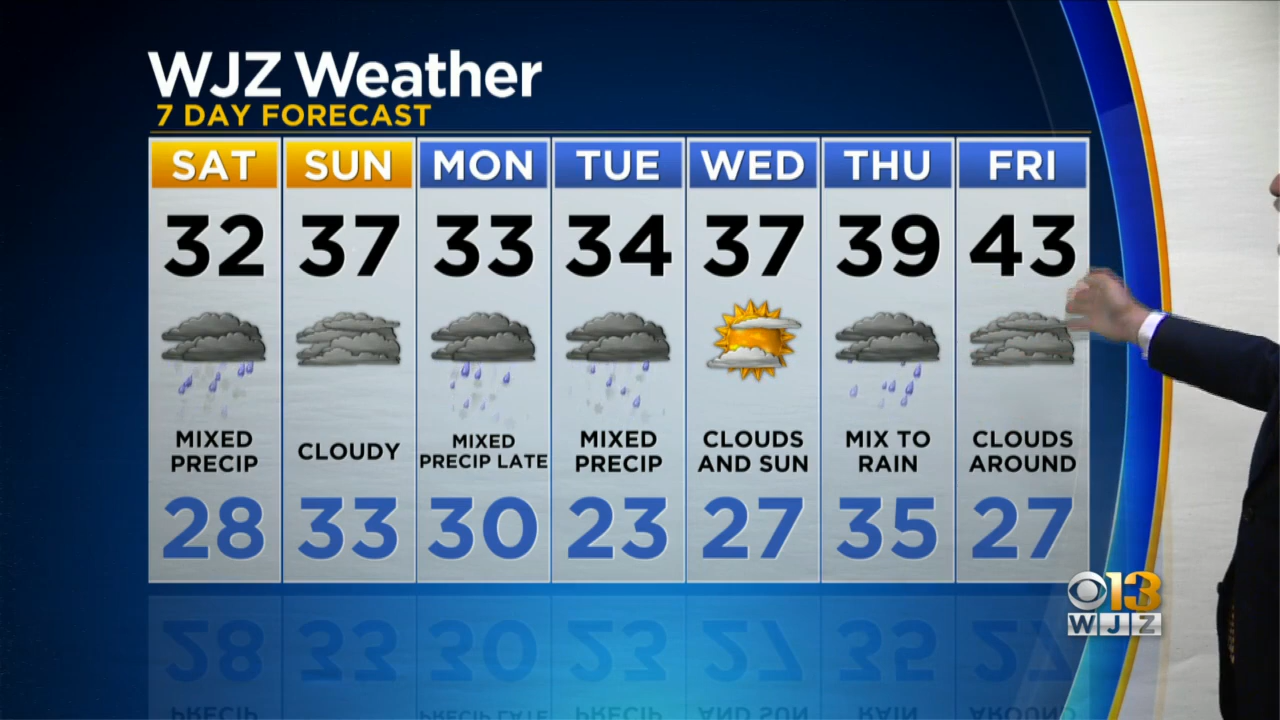 WJZ Weather
7 DAY FORECAST
SAT SUN MON TUE WED THU FRI
32 37 33 34 37 39 43
MIXED PRECIP
CLOUDY
MIXED PRECIP LATE
MIXED PRECIP
CLOUDS AND SUN
MIX TO RAIN
CLOUDS AROUND
28 33 30 23 27 35 27
13
WJZ